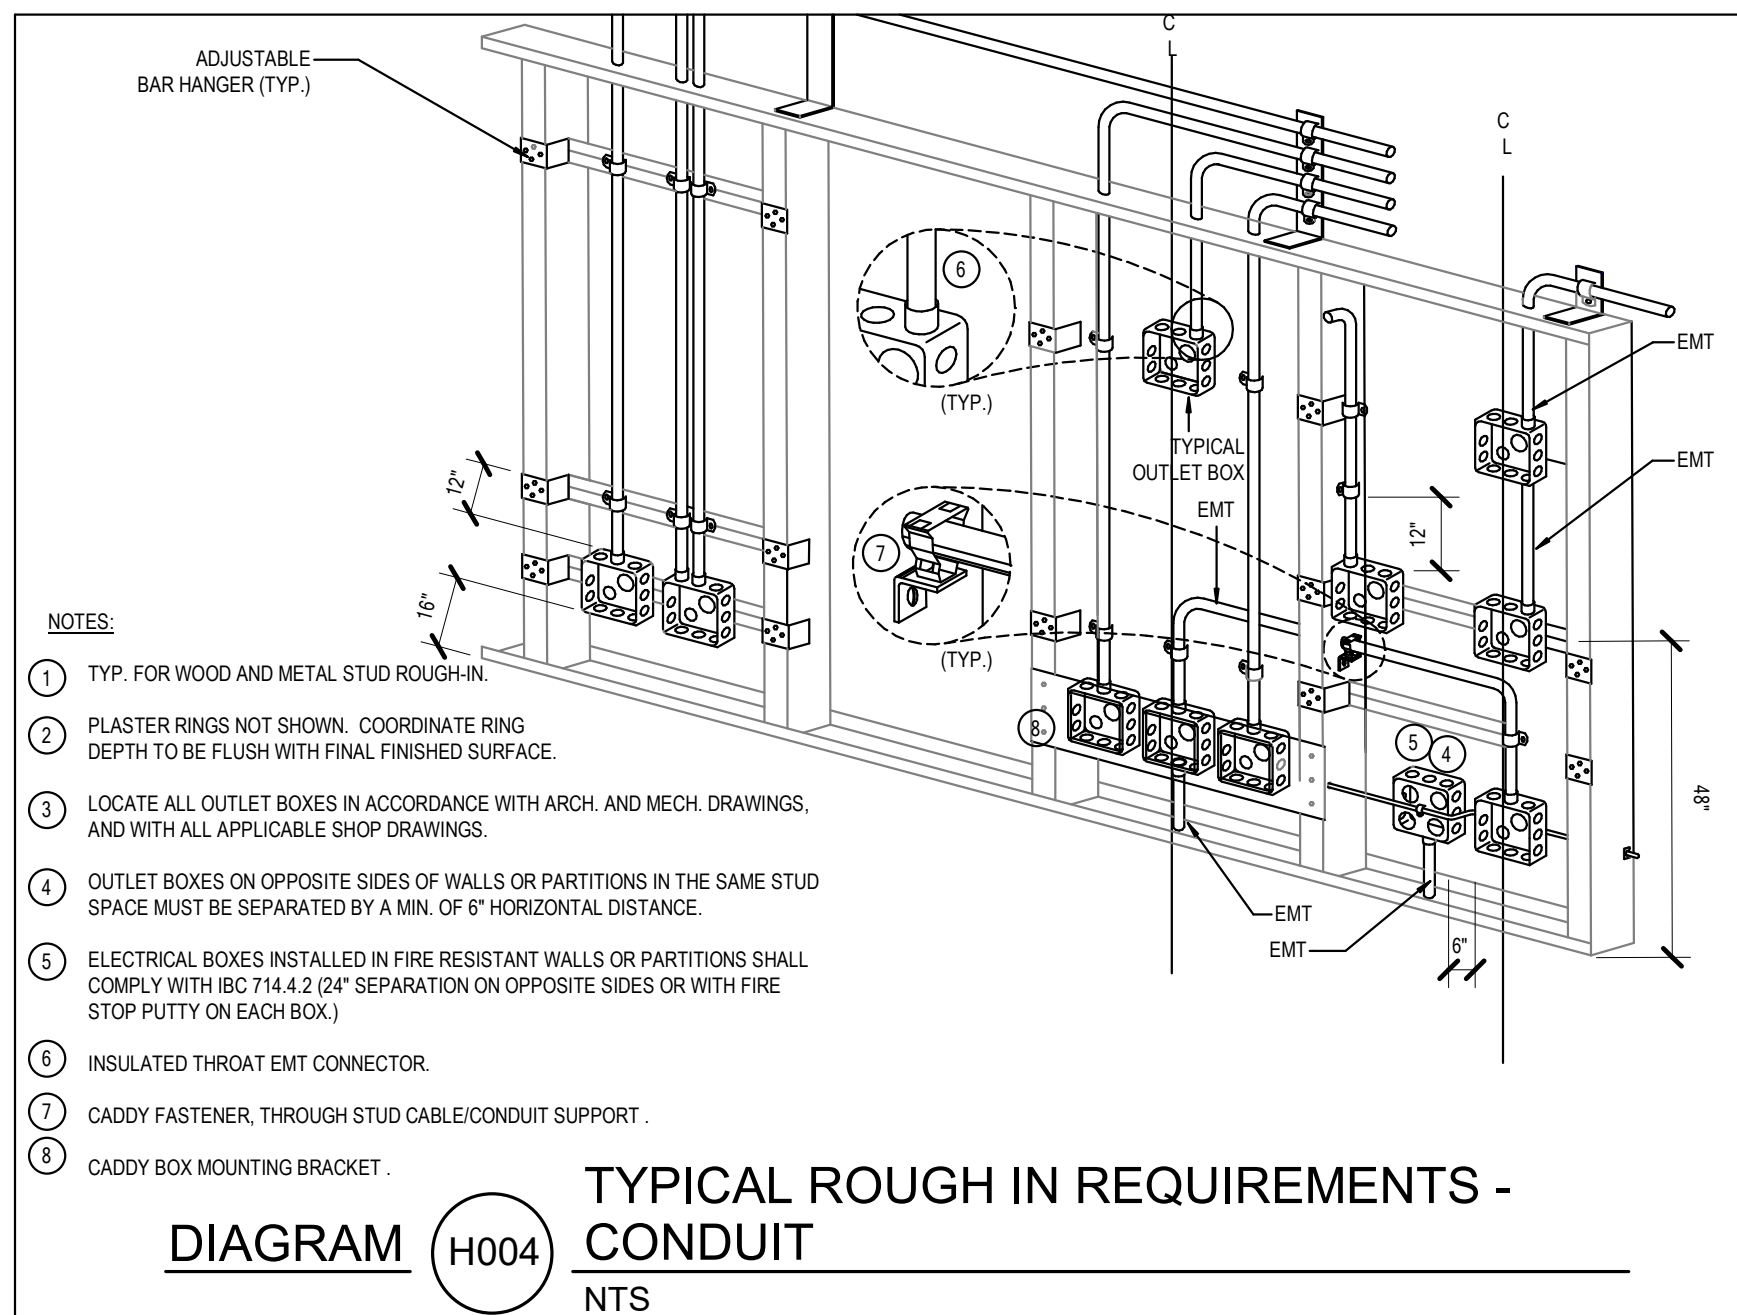 ADJUSTABLE
BAR HANGER (TYP.)
C
L
C
L
6
(TYP.)
TYPICAL
OUTLET BOX
EMT
EMT
EMT
12"
12"
7
(TYP.)
16"
8
5
4
48"
EMT
EMT
6"
NOTES:
1 TYP. FOR WOOD AND METAL STUD ROUGH-IN.
2 PLASTER RINGS NOT SHOWN. COORDINATE RING
DEPTH TO BE FLUSH WITH FINAL FINISHED SURFACE.
3 LOCATE ALL OUTLET BOXES IN ACCORDANCE WITH ARCH. AND MECH. DRAWINGS,
AND WITH ALL APPLICABLE SHOP DRAWINGS.
4 OUTLET BOXES ON OPPOSITE SIDES OF WALLS OR PARTITIONS IN THE SAME STUD
SPACE MUST BE SEPARATED BY A MIN. OF 6" HORIZONTAL DISTANCE.
5 ELECTRICAL BOXES INSTALLED IN FIRE RESISTANT WALLS OR PARTITIONS SHALL
COMPLY WITH IBC 714.4.2 (24" SEPARATION ON OPPOSITE SIDES OR WITH FIRE
STOP PUTTY ON EACH BOX.)
6 INSULATED THROAT EMT CONNECTOR.
7 CADDY FASTENER, THROUGH STUD CABLE/CONDUIT SUPPORT .
8 CADDY BOX MOUNTING BRACKET .
DIAGRAM
H004
TYPICAL ROUGH IN REQUIREMENTS -
CONDUIT
NTS